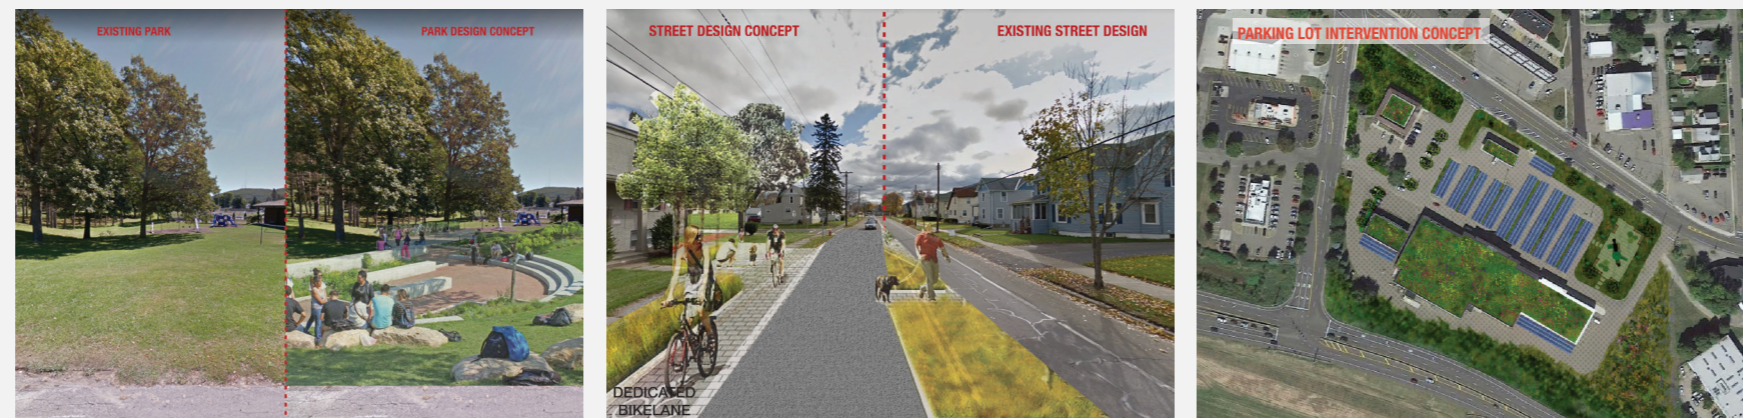 EXISTING PARK
PARK DESIGN CONCEPT
STREET DESIGN CONCEPT
EXISTING STREET DESIGN
DEDICATED
BIKELANE
PARKING LOT INTERVENTION CONCEPT